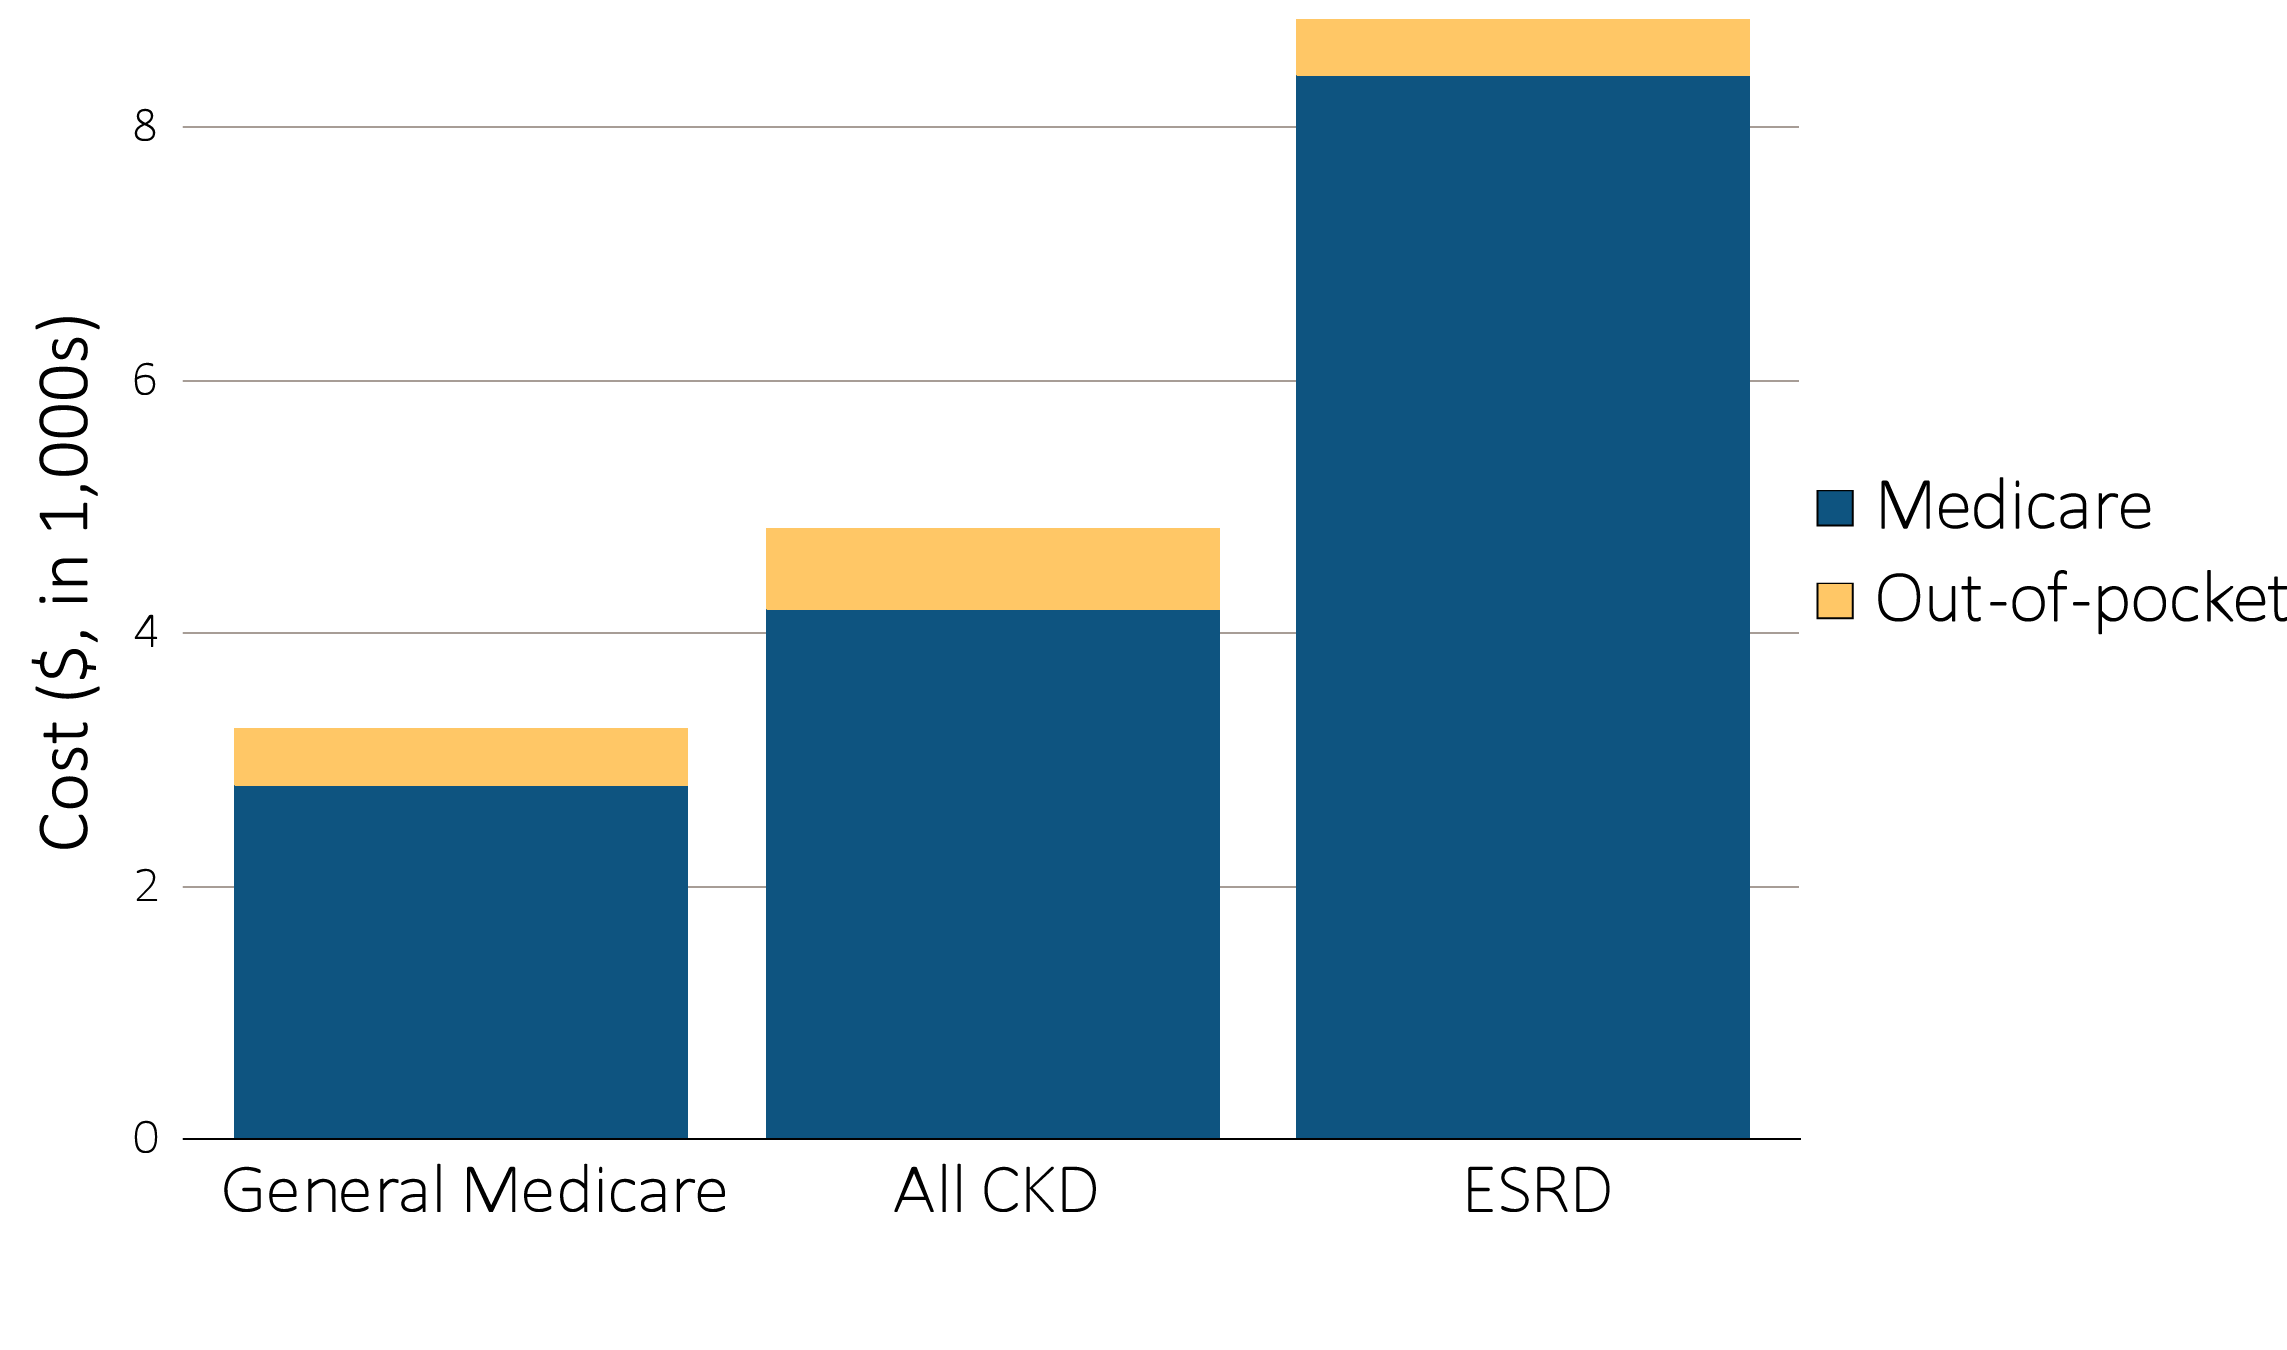 Cost ($, in 1,000s)
8
6
4
2
0
General Medicare
All CKD
ESRD
Medicare
Out-of-pocket